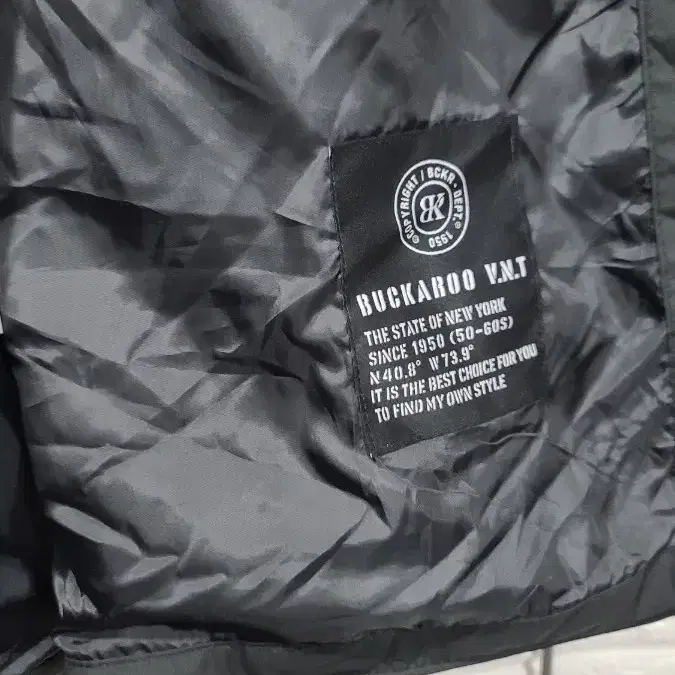 ©COPYRIGHT / BCKR· DEPT.
BK
1950
BUCKAROO V.N.T
THE STATE OF NEW YORK
SINCE 1950 (50-60S)
N40.8° W73.9°
IT IS THE BEST CHOICE FOR YOU
TO FIND MY OWN STYLE